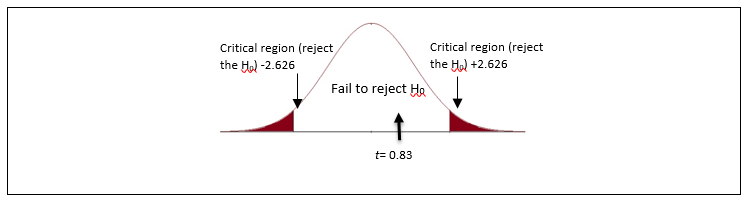 Critical region (reject
the H₀) -2.626
Critical region (reject
the H₀) +2.626
Fail to reject H₀
t= 0.83